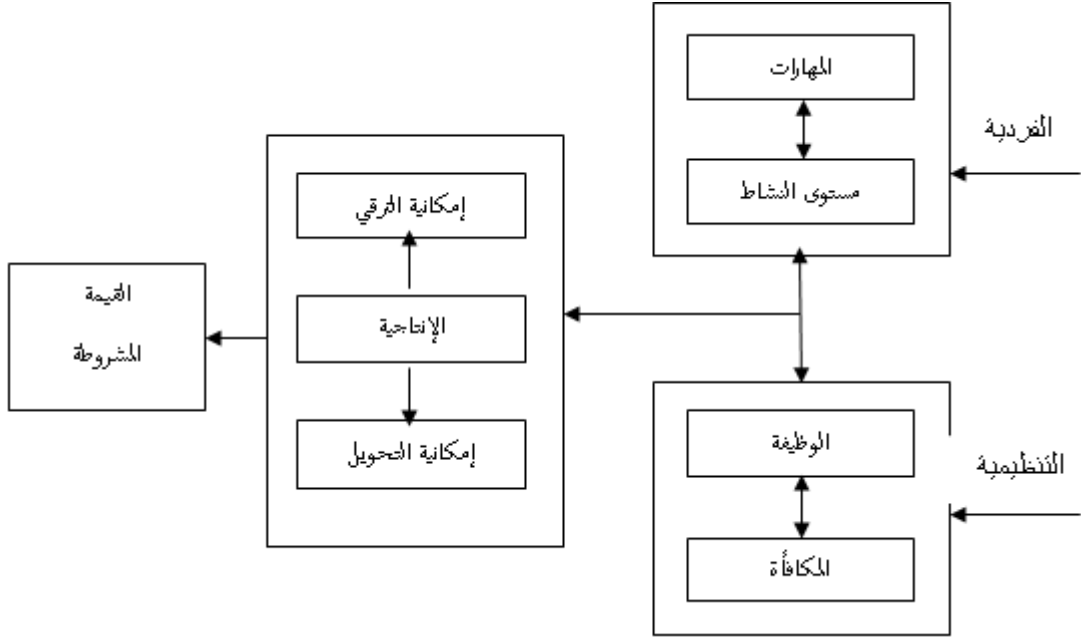 المهارات
الفردية
مستوى النشاط
إمكانية الترقي
القيمة
المشروطة
الإنتاجية
إمكانية التحويل
الوظيفة
التنظيمية
المكافأة